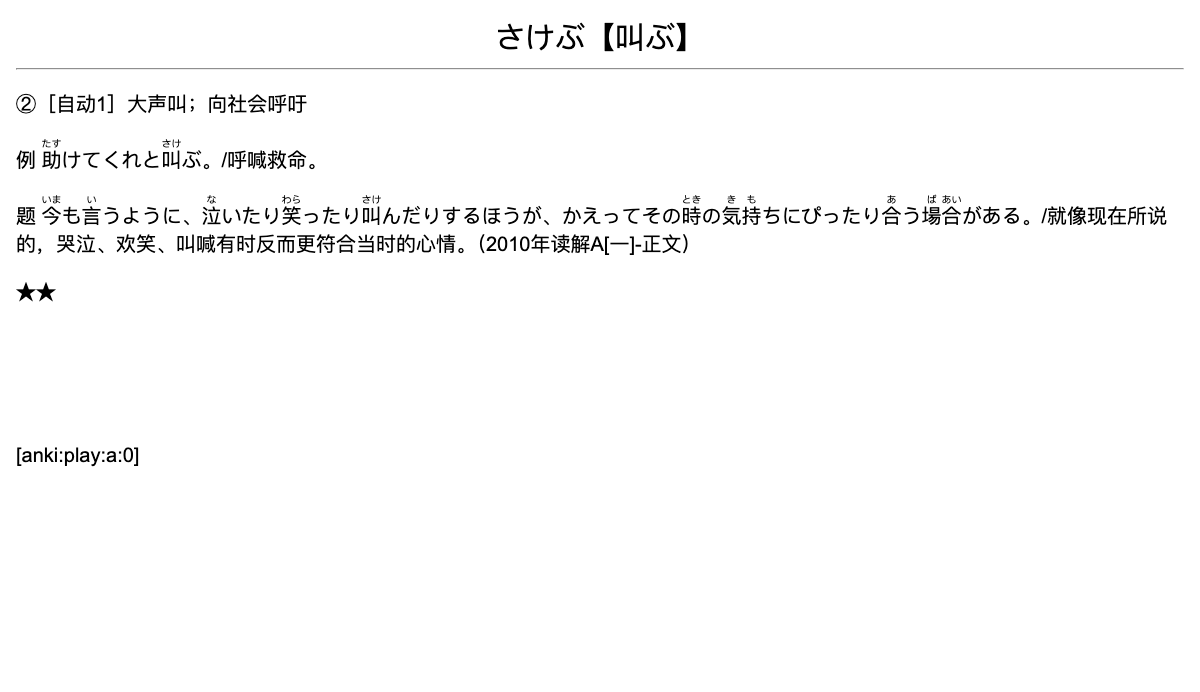 さけぶ【叫ぶ】
②［自动1］大声叫；向社会呼吁
たす さけ
例 助けてくれと叫ぶ。/呼喊救命。
いま い な わら さけ とき き も あ ば あい
题 今も言うように、泣いたり笑ったり叫んだりするほうが、かえってその時の気持ちにぴったり合う場合がある。/就像现在所说
的，哭泣、欢笑、叫喊有时反而更符合当时的心情。（2010年读解A[一]-正文）
★★
[anki:play:a:0]